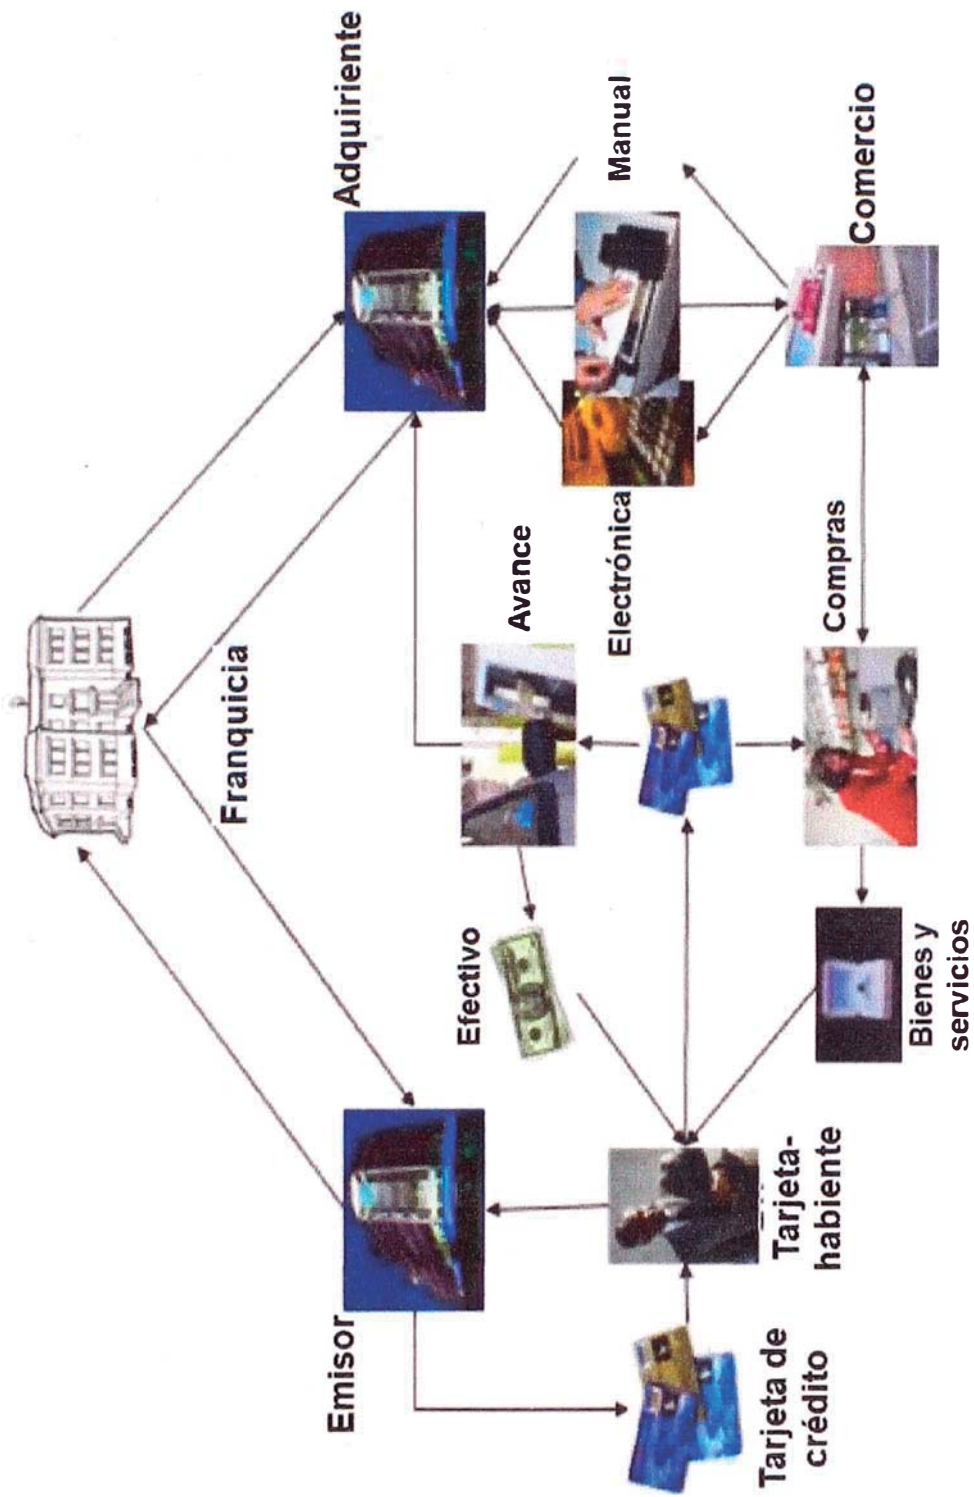 Franquicia
Emisor
Adquiriente
Efectivo
Avance
Electrónica
Manual
Tarjeta de
crédito
Tarjeta-
habiente
Bienes y
servicios
Compras
Comercio